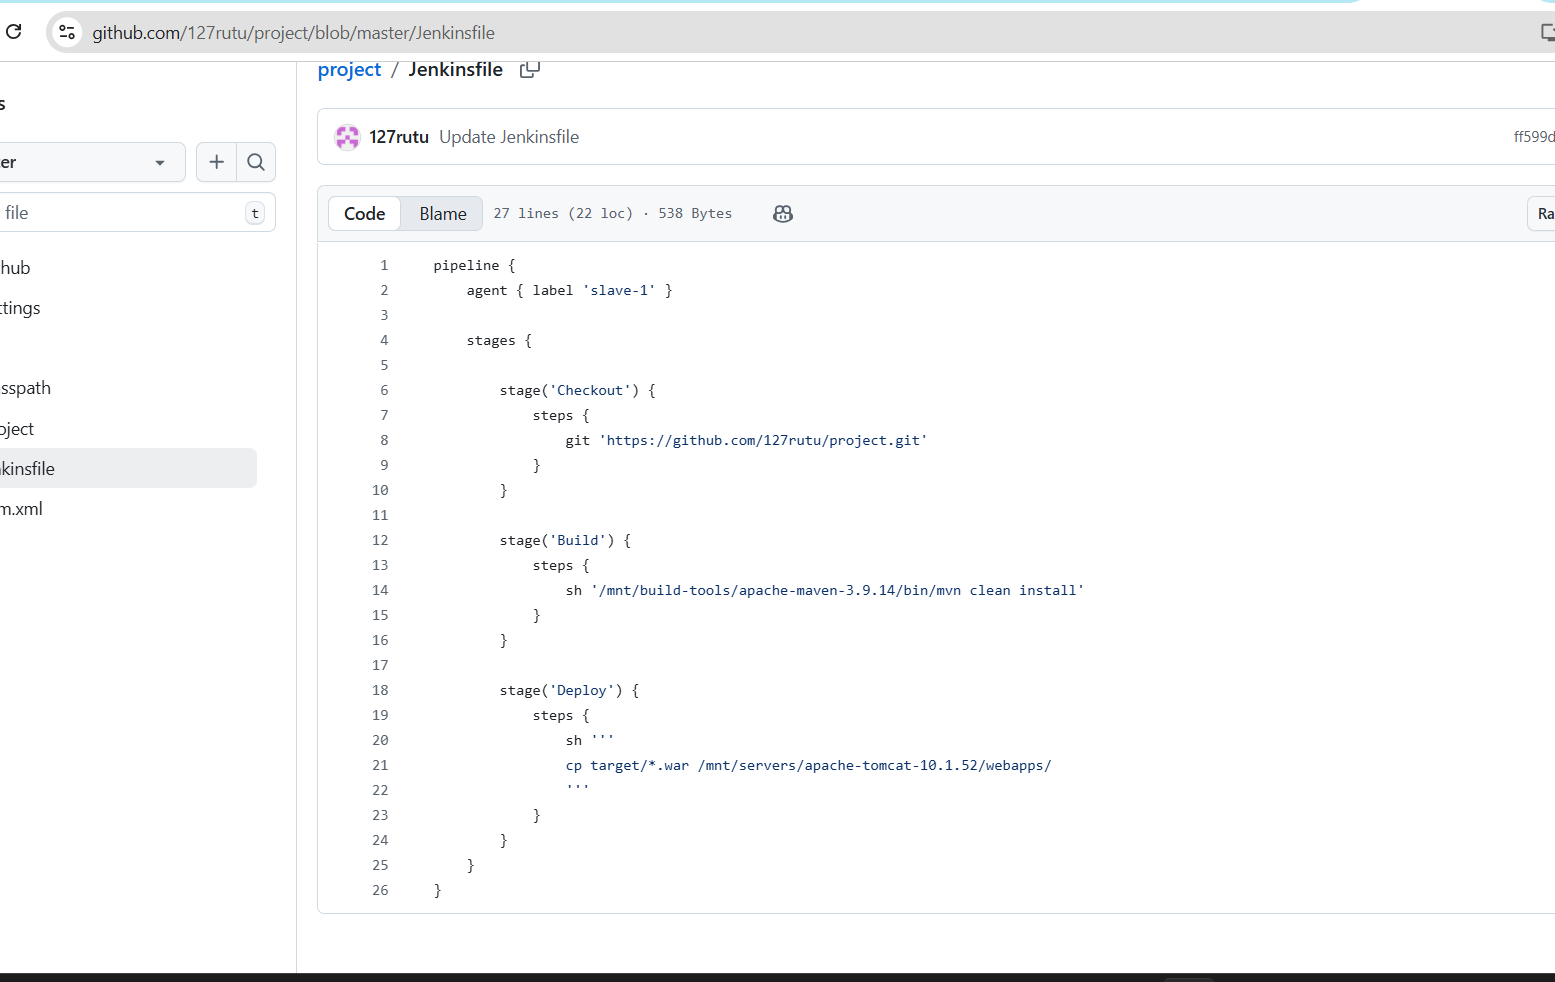 github.com/127rutu/project/blob/master/Jenkinsfile
project / Jenkinsfile
s
127rutu Update Jenkinsfile ff599d
er
file t
Code Blame 27 lines (22 loc) · 538 Bytes Ra
hub
ttings
sspath
oject
kinsfile
m.xml
1 pipeline {
2 agent { label 'slave-1' }
3
4 stages {
5
6 stage('Checkout') {
7 steps {
8 git 'https://github.com/127rutu/project.git'
9 }
10 }
11
12 stage('Build') {
13 steps {
14 sh '/mnt/build-tools/apache-maven-3.9.14/bin/mvn clean install'
15 }
16 }
17
18 stage('Deploy') {
19 steps {
20 sh '''
21 cp target/*.war /mnt/servers/apache-tomcat-10.1.52/webapps/
22 '''
23 }
24 }
25 }
26 }